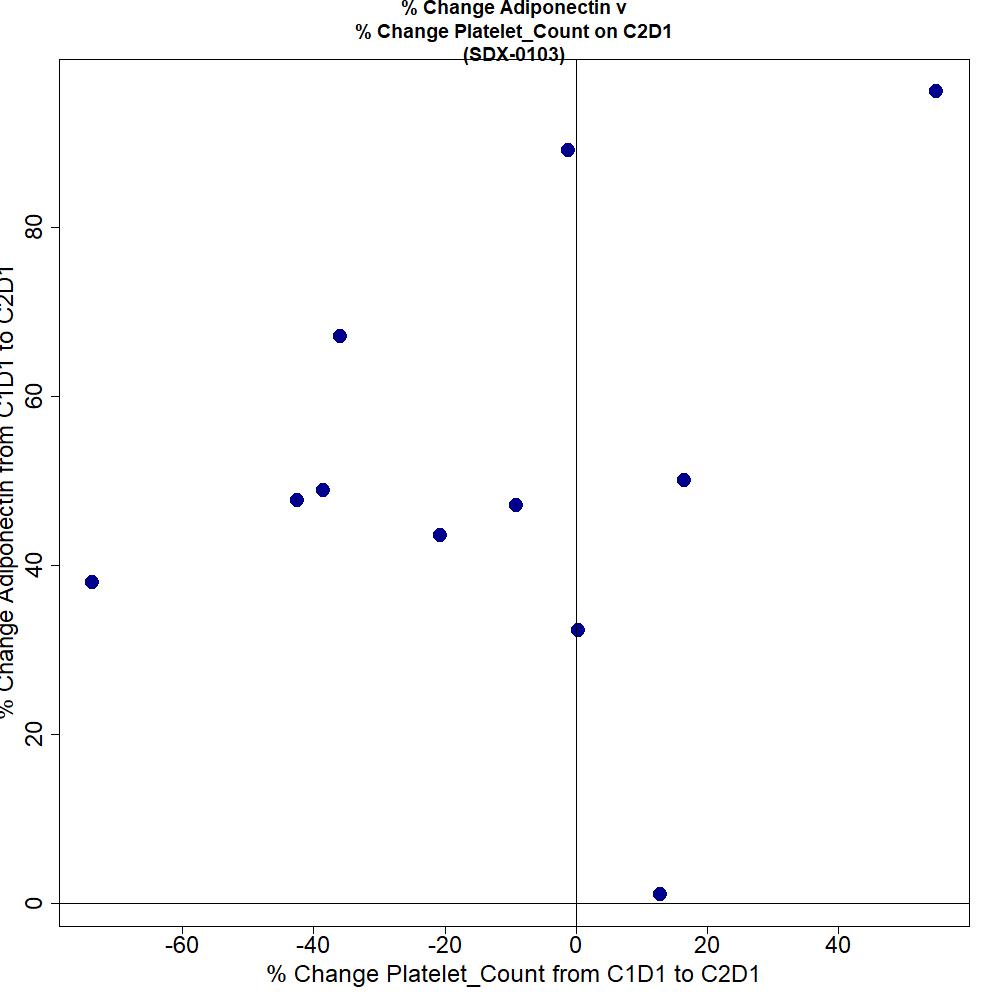 % Change Adiponectin v
% Change Platelet_Count on C2D1
(SDX-0103)
% Change Adiponectin from C1D1 to C2D1
80
60
40
20
0
-60
-40
-20
0
20
40
% Change Platelet_Count from C1D1 to C2D1